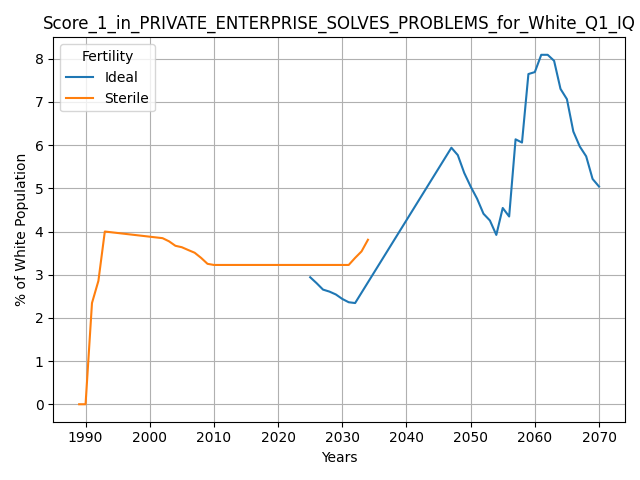 Score_1_in_PRIVATE_ENTERPRISE_SOLVES_PROBLEMS_for_White_Q1_IQ
Fertility
Ideal
Sterile
8
7
6
5
4
3
2
1
0
% of White Population
1990 2000 2010 2020 2030 2040 2050 2060 2070
Years